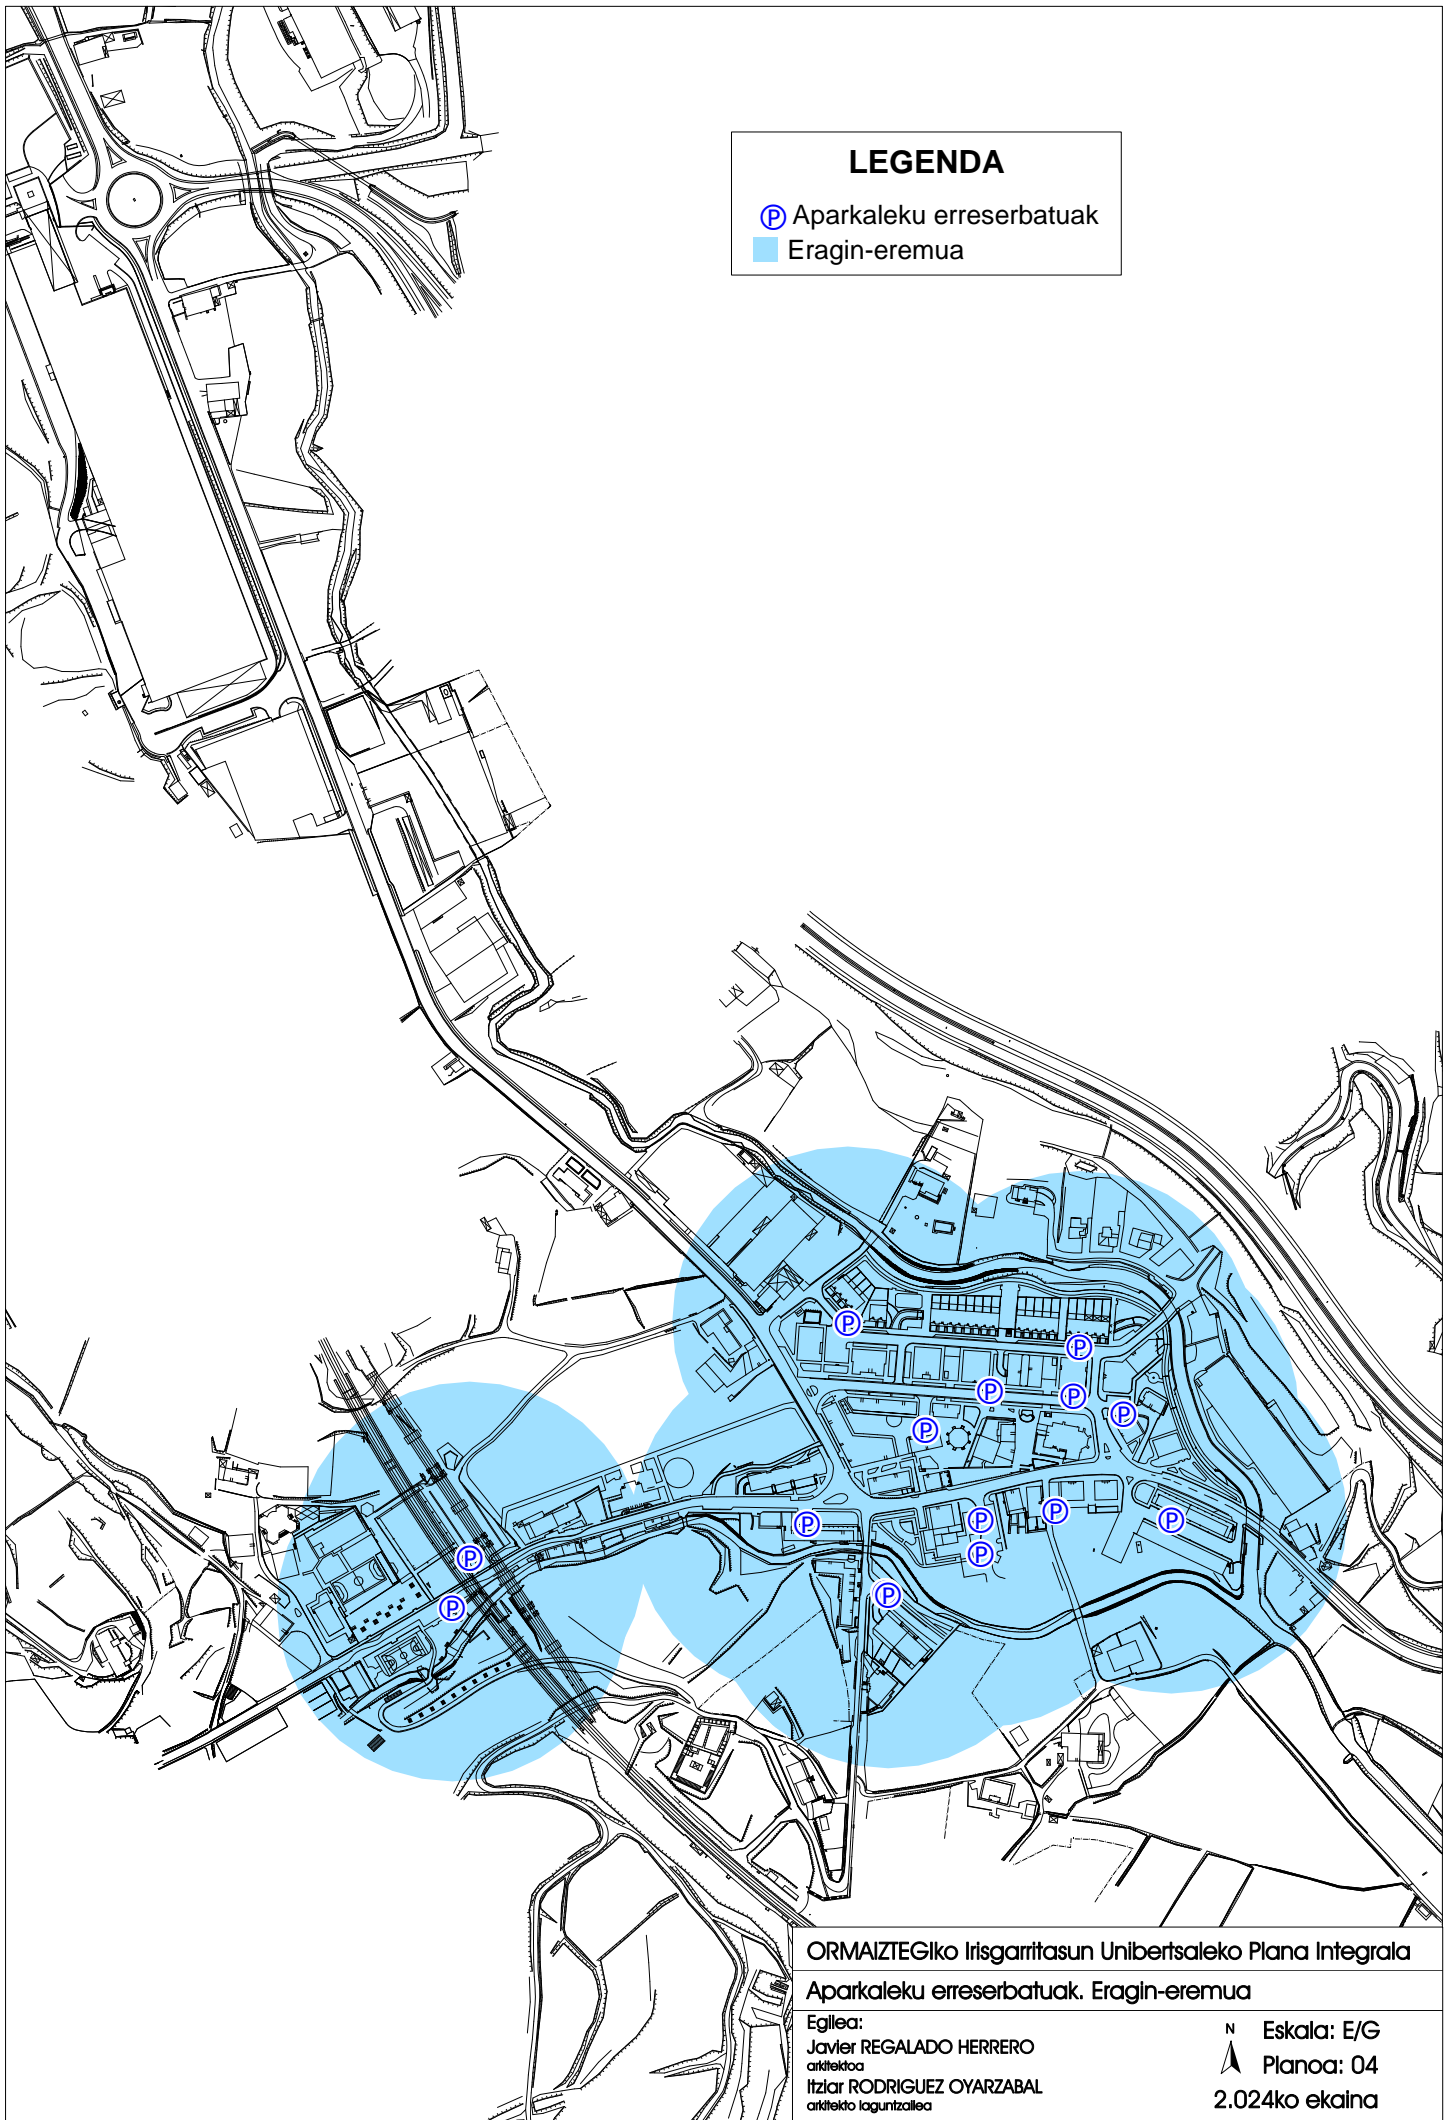 LEGENDA
P Aparkaleku erreserbatuak
Eragin-eremua
P
P
P
P
P
P
P
P
P
P
P
P
P
P
ORMAIZTEGIko Irisgarritasun Unibertsaleko Plana Integrala
Aparkaleku erreserbatuak. Eragin-eremua
Egilea:
Javier REGALADO HERRERO
arkitektoa
Itziar RODRIGUEZ OYARZABAL
arkitekto laguntzailea
N
Eskala: E/G
Planoa: 04
2.024ko ekaina